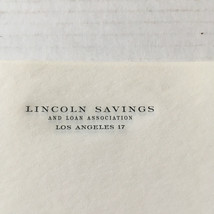 LINCOLN SAVINGS
AND LOAN ASSOCIATION
LOS ANGELES 17